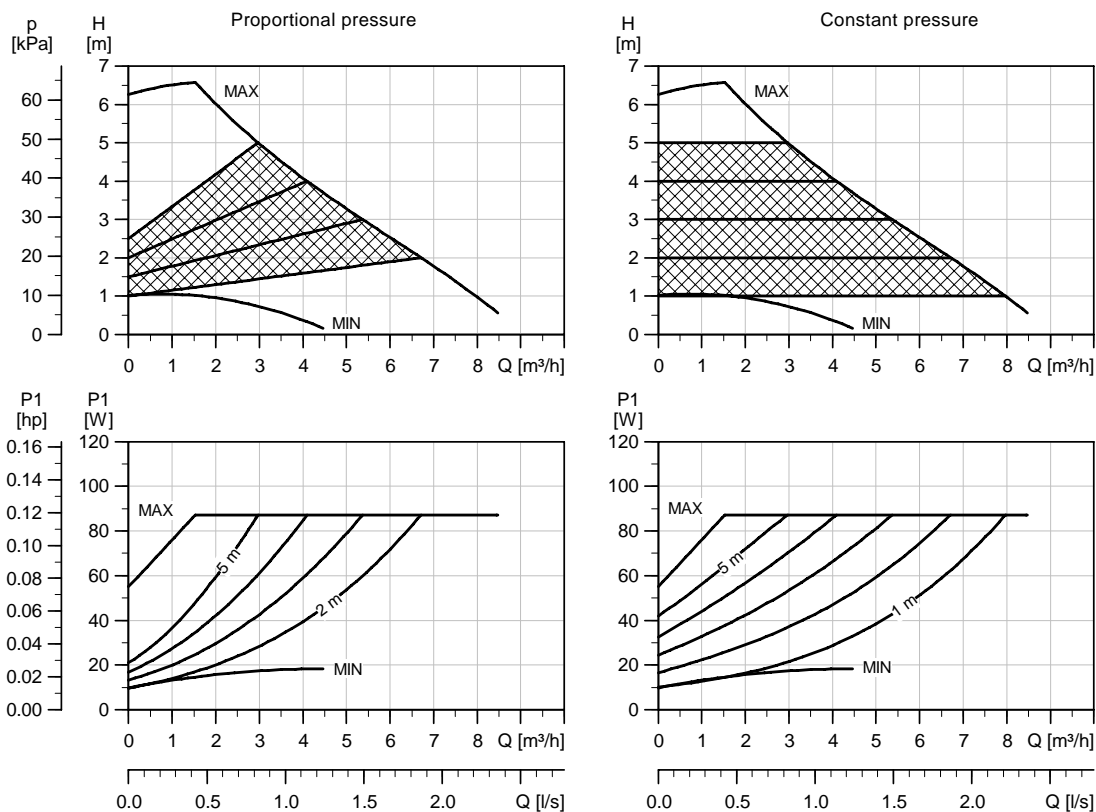 Proportional pressure
Constant pressure
p H
[kPa] [m]
H
[m]
7
60 6
50 5
40 4
30 3
20 2
10 1
0 0
MAX
MIN
0 1 2 3 4 5 6 7 8 Q [m³/h]
7
6
5
4
3
2
1
0
MAX
MIN
0 1 2 3 4 5 6 7 8 Q [m³/h]
P1 P1
[hp] [W]
0.16 120
0.14 100
0.12 80
0.10 60
0.08 40
0.06 20
0.04 0
0.02
0.00
MAX
5 m
2 m
MIN
0 1 2 3 4 5 6 7 8 Q [m³/h]
0.0 0.5 1.0 1.5 2.0 Q [l/s]
P1
[W]
120
100
80
60
40
20
0
MAX
5 m
1 m
MIN
0 1 2 3 4 5 6 7 8 Q [m³/h]
0.0 0.5 1.0 1.5 2.0 Q [l/s]